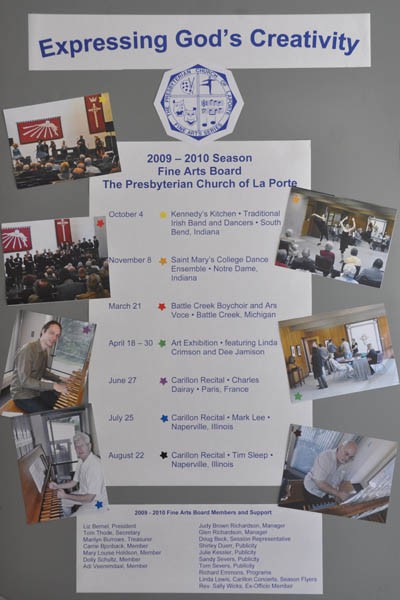 Expressing God's Creativity
THE PRESBYTERIAN CHURCH OF LA PORTE
FINE ARTS SERIES
2009 – 2010 Season
Fine Arts Board
The Presbyterian Church of La Porte
October 4 Kennedy's Kitchen • Traditional
Irish Band and Dancers • South
Bend, Indiana
November 8 Saint Mary's College Dance
Ensemble • Notre Dame,
Indiana
March 21 Battle Creek Boychoir and Ars
Voce • Battle Creek, Michigan
April 18 – 30 Art Exhibition • featuring Linda
Crimson and Dee Jamison
June 27 Carillon Recital • Charles
Dairay • Paris, France
July 25 Carillon Recital • Mark Lee •
Naperville, Illinois
August 22 Carillon Recital • Tim Sleep •
Naperville, Illinois
2009 - 2010 Fine Arts Board Members and Support
Liz Bernel, President
Tom Thode, Secretary
Marilyn Burrows, Treasurer
Carrie Bjonback, Member
Mary Louise Holdson, Member
Dolly Schultz, Member
Adi Veenendaal, Member
Judy Brown Richardson, Manager
Glen Richardson, Manager
Doug Beck, Session Representative
Shirley Duerr, Publicity
Julie Kessler, Publicity
Sandy Severs, Publicity
Tom Severs, Publicity
Richard Emmons, Programs
Linda Lewis, Carillon Concerts, Season Flyers
Rev. Sally Wicks, Ex-Officio Member